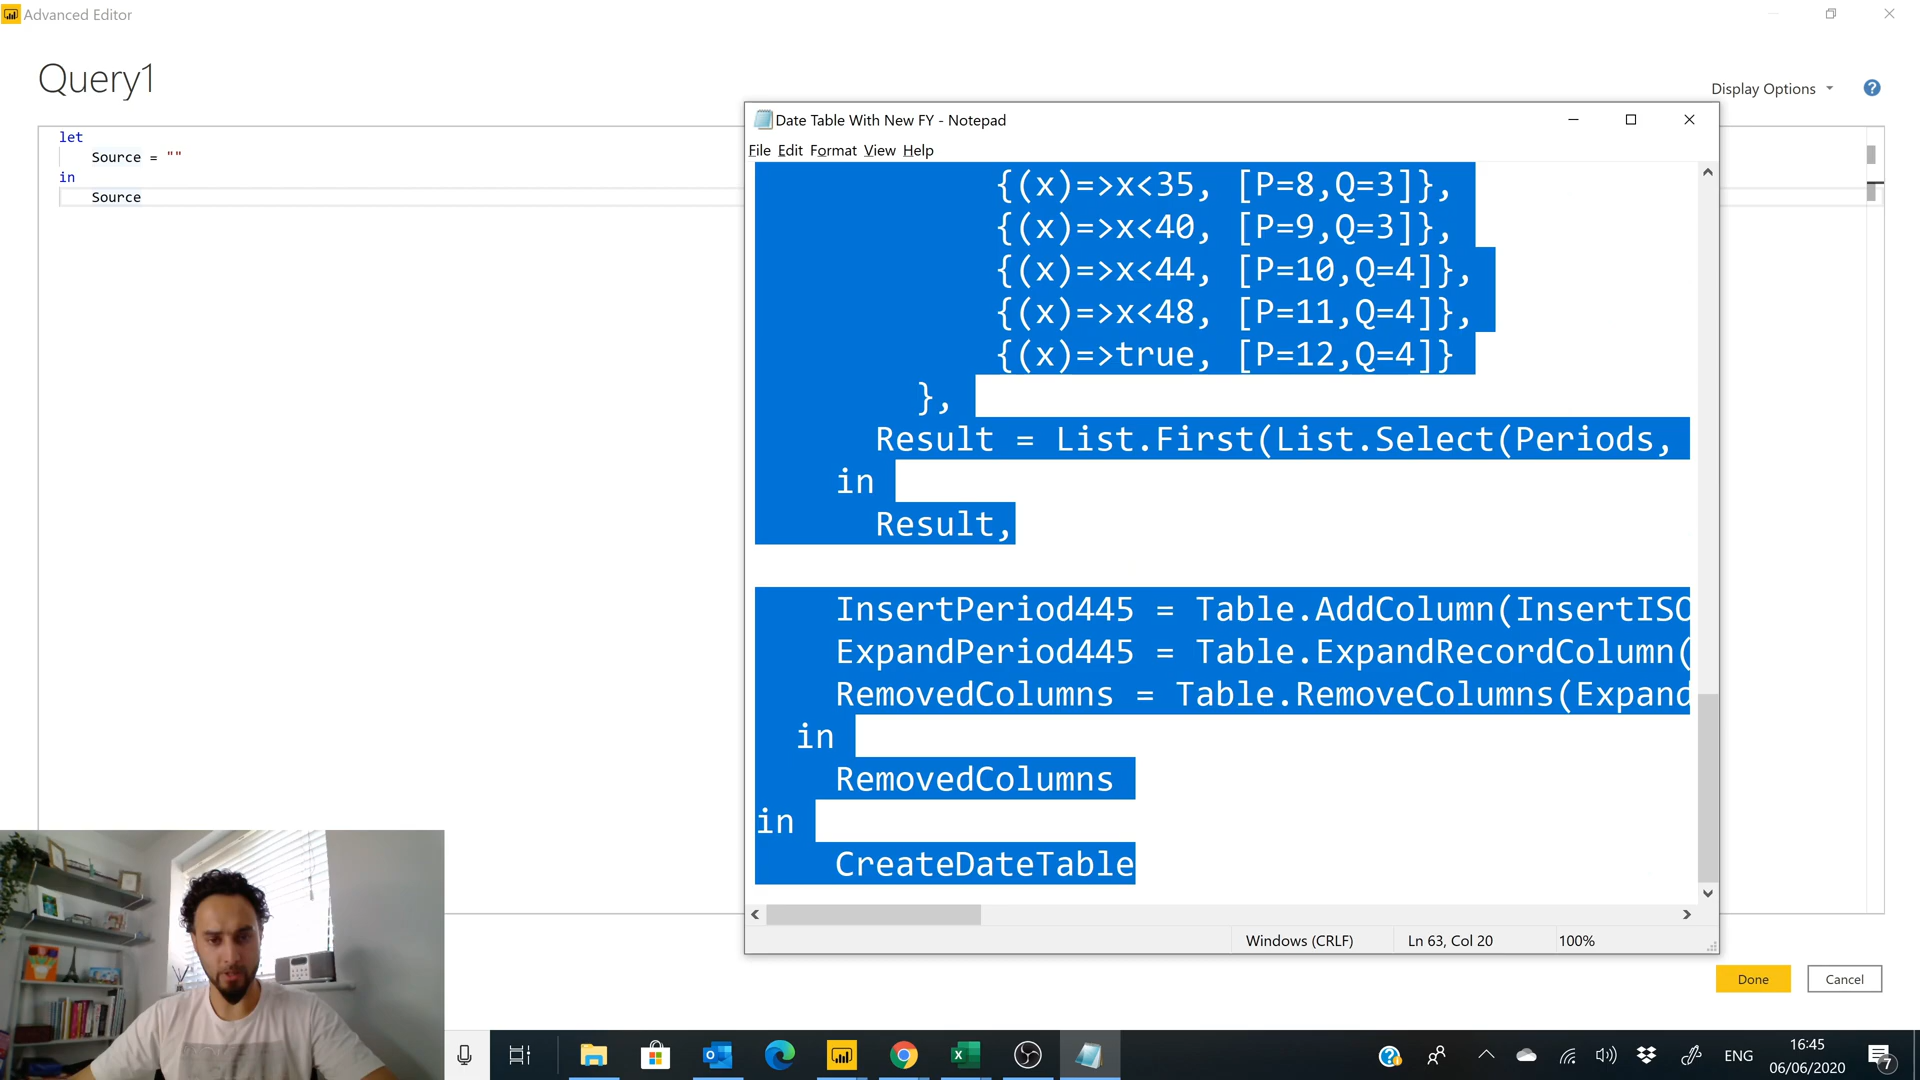 Advanced Editor
Query1
Display Options
?
let
Source = ""
in
Source
Date Table With New FY - Notepad
File Edit Format View Help
{(x)=>x<35, [P=8,Q=3]},
{(x)=>x<40, [P=9,Q=3]},
{(x)=>x<44, [P=10,Q=4]},
{(x)=>x<48, [P=11,Q=4]},
{(x)=>true, [P=12,Q=4]}
},
Result = List.First(List.Select(Periods,
in
Result,
InsertPeriod445 = Table.AddColumn(InsertISO
ExpandPeriod445 = Table.ExpandRecordColumn(
RemovedColumns = Table.RemoveColumns(Expand
in
RemovedColumns
in
CreateDateTable
Windows (CRLF)
Ln 63, Col 20
100%
Done
Cancel
ENG
16:45
06/06/2020
7